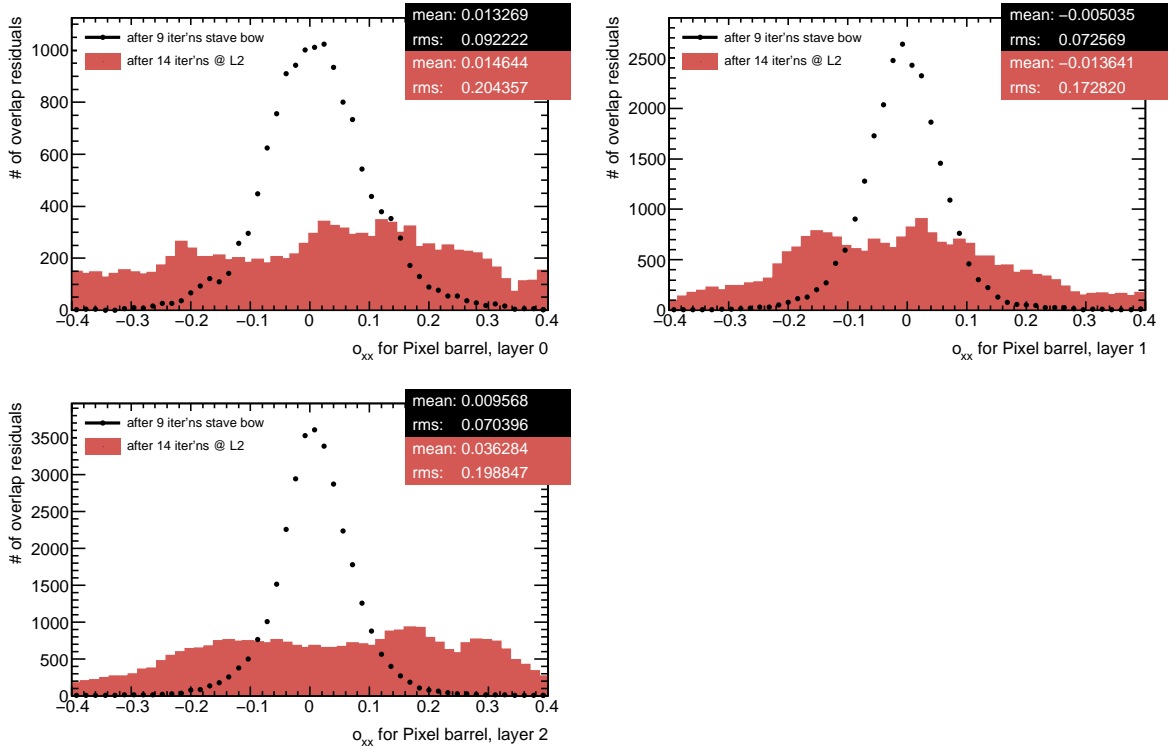 # of overlap residuals
1000
800
600
400
200
0
after 9 iter'ns stave bow
after 14 iter'ns @ L2
mean: 0.013269
rms: 0.092222
mean: 0.014644
rms: 0.204357
−0.4 −0.3 −0.2 −0.1 0 0.1 0.2 0.3 0.4
o_xx for Pixel barrel, layer 0
# of overlap residuals
2500
2000
1500
1000
500
0
after 9 iter'ns stave bow
after 14 iter'ns @ L2
mean: −0.005035
rms: 0.072569
mean: −0.013641
rms: 0.172820
−0.4 −0.3 −0.2 −0.1 0 0.1 0.2 0.3 0.4
o_xx for Pixel barrel, layer 1
# of overlap residuals
3500
3000
2500
2000
1500
1000
500
0
after 9 iter'ns stave bow
after 14 iter'ns @ L2
mean: 0.009568
rms: 0.070396
mean: 0.036284
rms: 0.198847
−0.4 −0.3 −0.2 −0.1 0 0.1 0.2 0.3 0.4
o_xx for Pixel barrel, layer 2